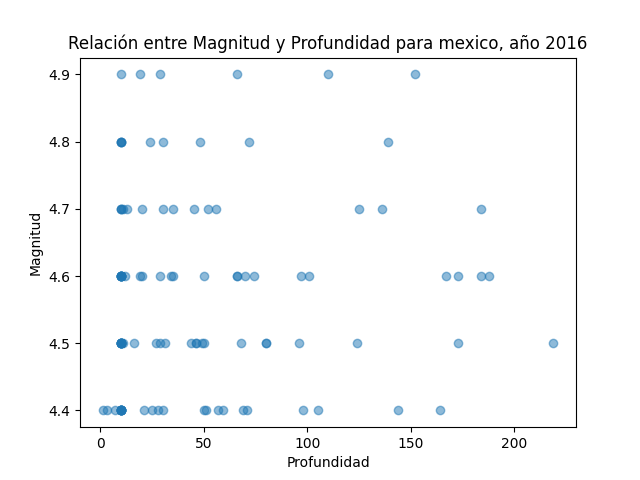 Relación entre Magnitud y Profundidad para mexico, año 2016
4.9
4.8
4.7
4.6
4.5
4.4
Magnitud
0 50 100 150 200
Profundidad